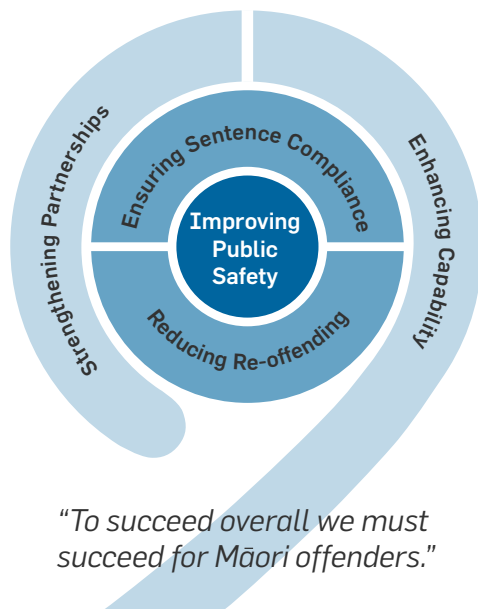 Strengthening Partnerships
Enhancing Capability
Ensuring Sentence Compliance
Improving
Public
Safety
Reducing Re-offending
“To succeed overall we must
succeed for Māori offenders.”